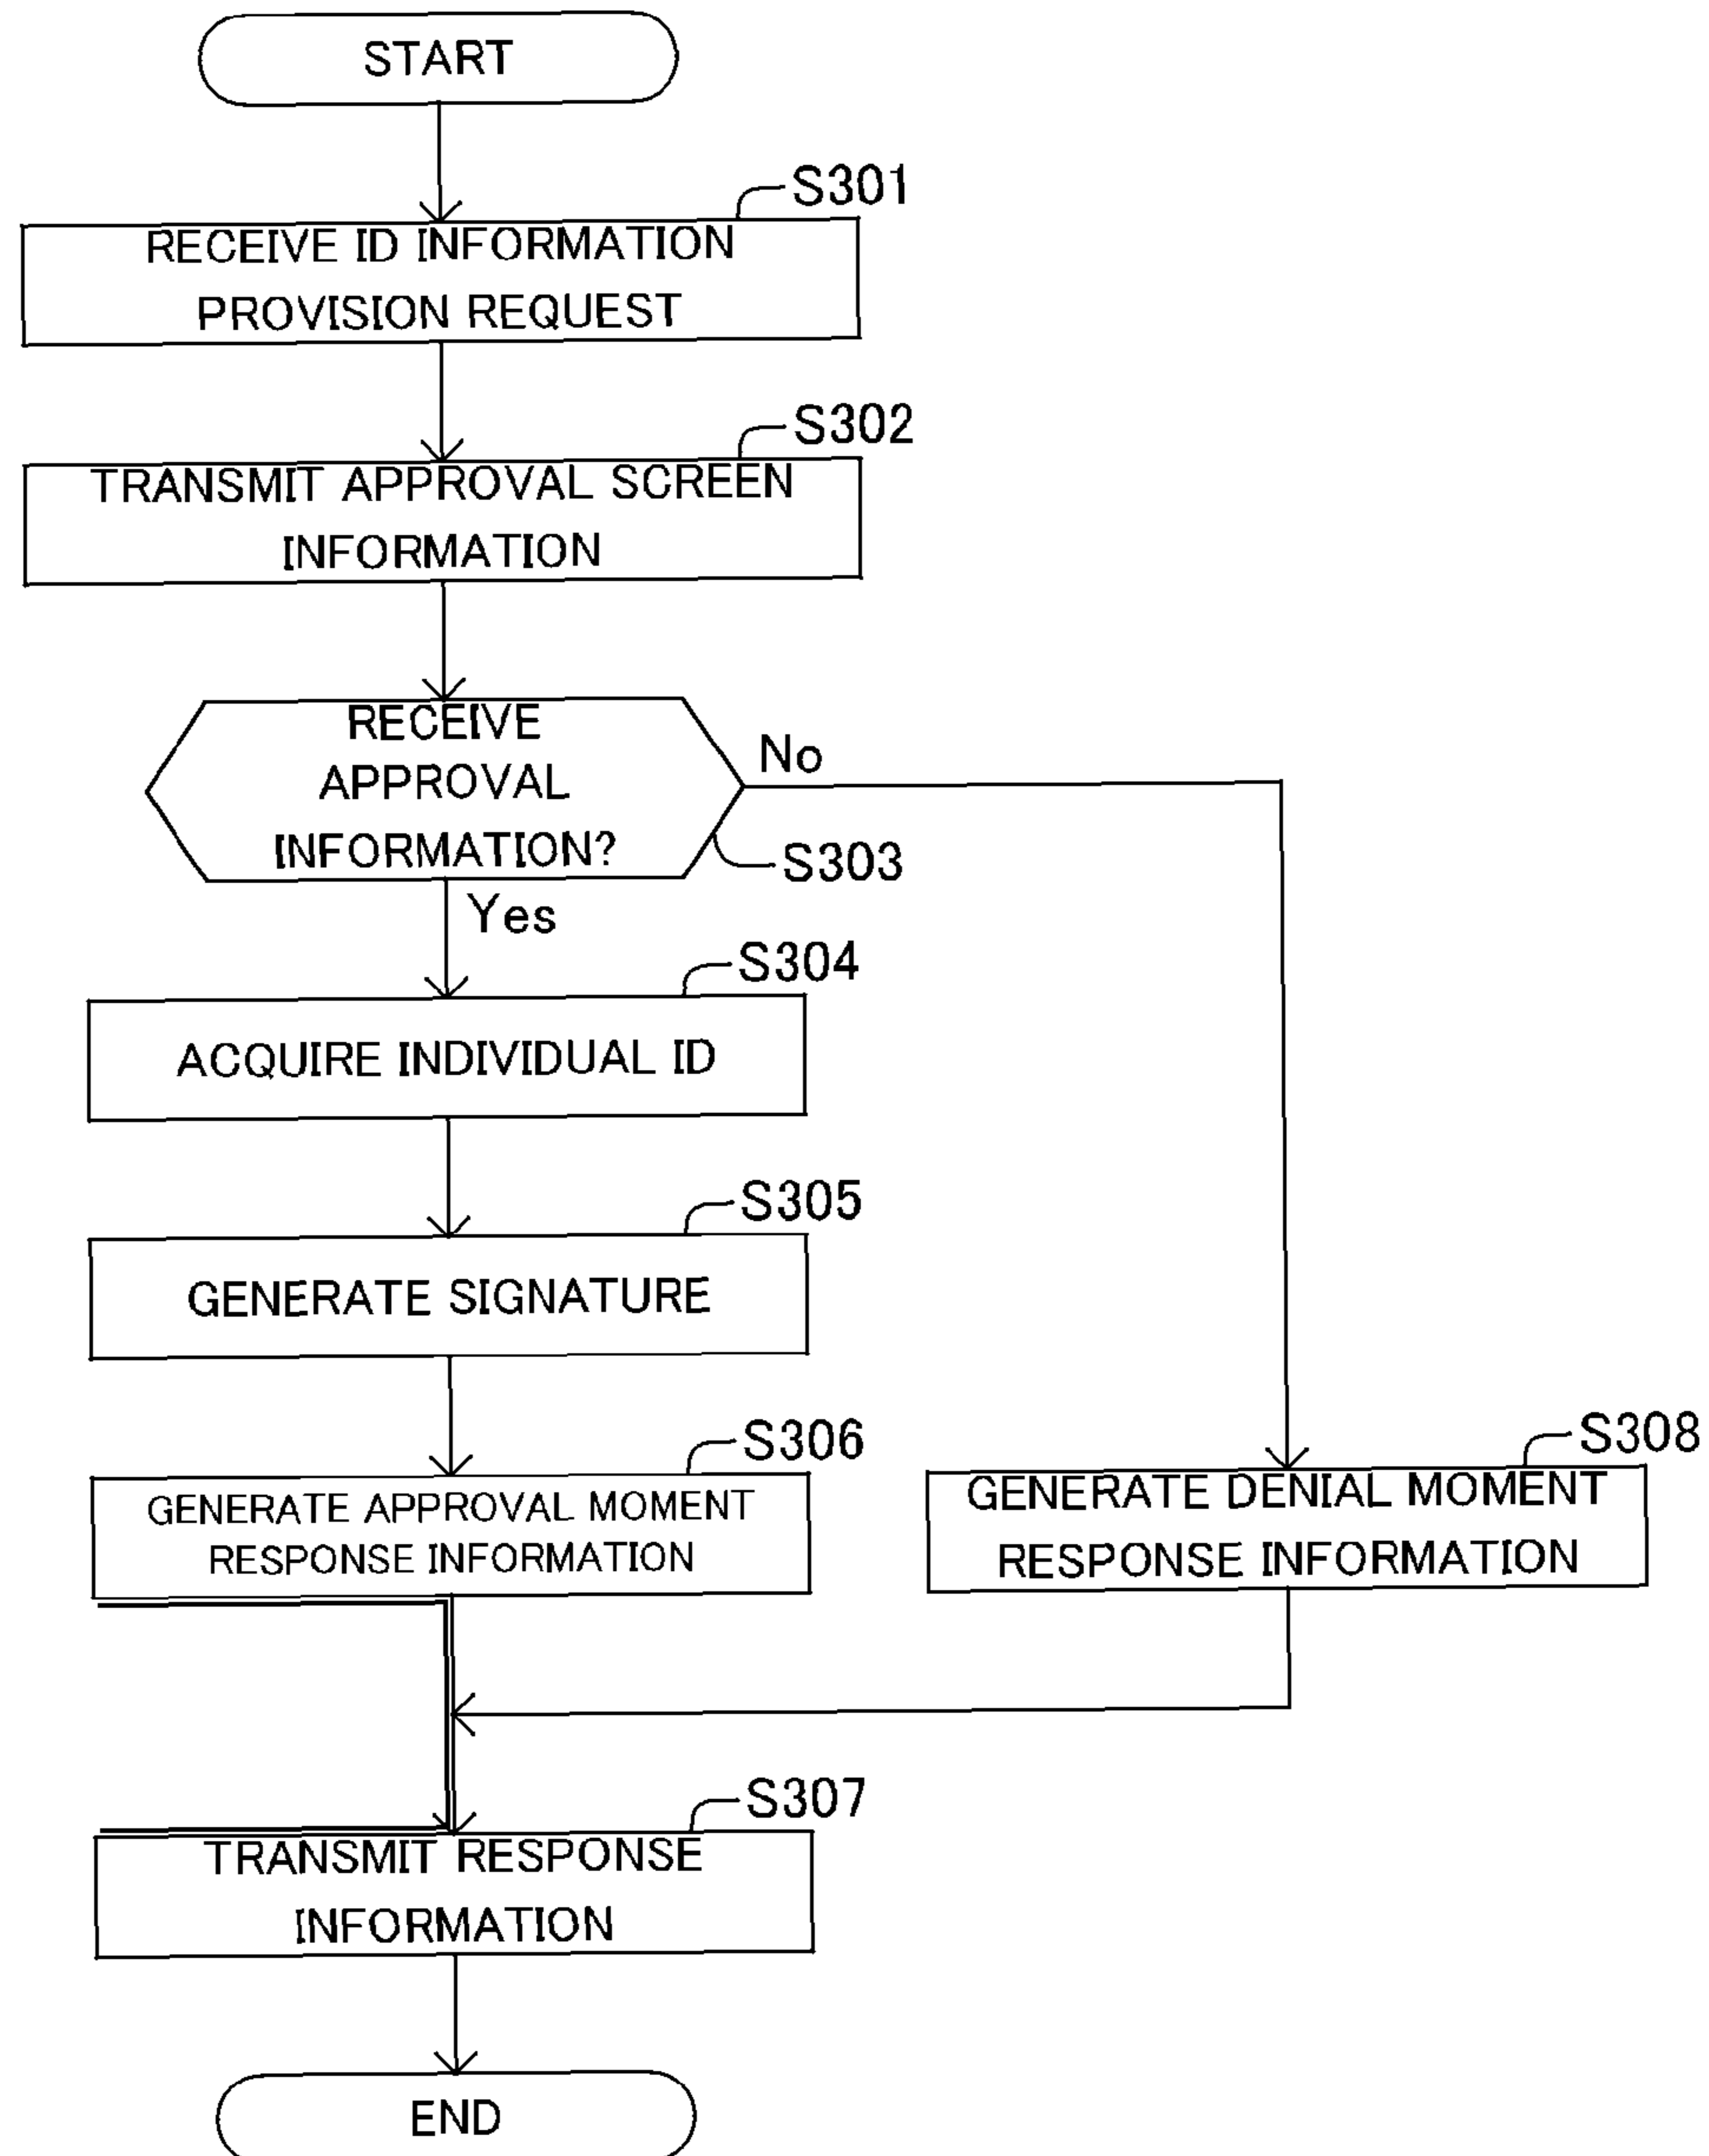 START
S301
RECEIVE ID INFORMATION
PROVISION REQUEST
S302
TRANSMIT APPROVAL SCREEN
INFORMATION
RECEIVE
APPROVAL
INFORMATION?
No
S303
Yes
S304
ACQUIRE INDIVIDUAL ID
S305
GENERATE SIGNATURE
S306
GENERATE APPROVAL MOMENT
RESPONSE INFORMATION
S308
GENERATE DENIAL MOMENT
RESPONSE INFORMATION
S307
TRANSMIT RESPONSE
INFORMATION
END